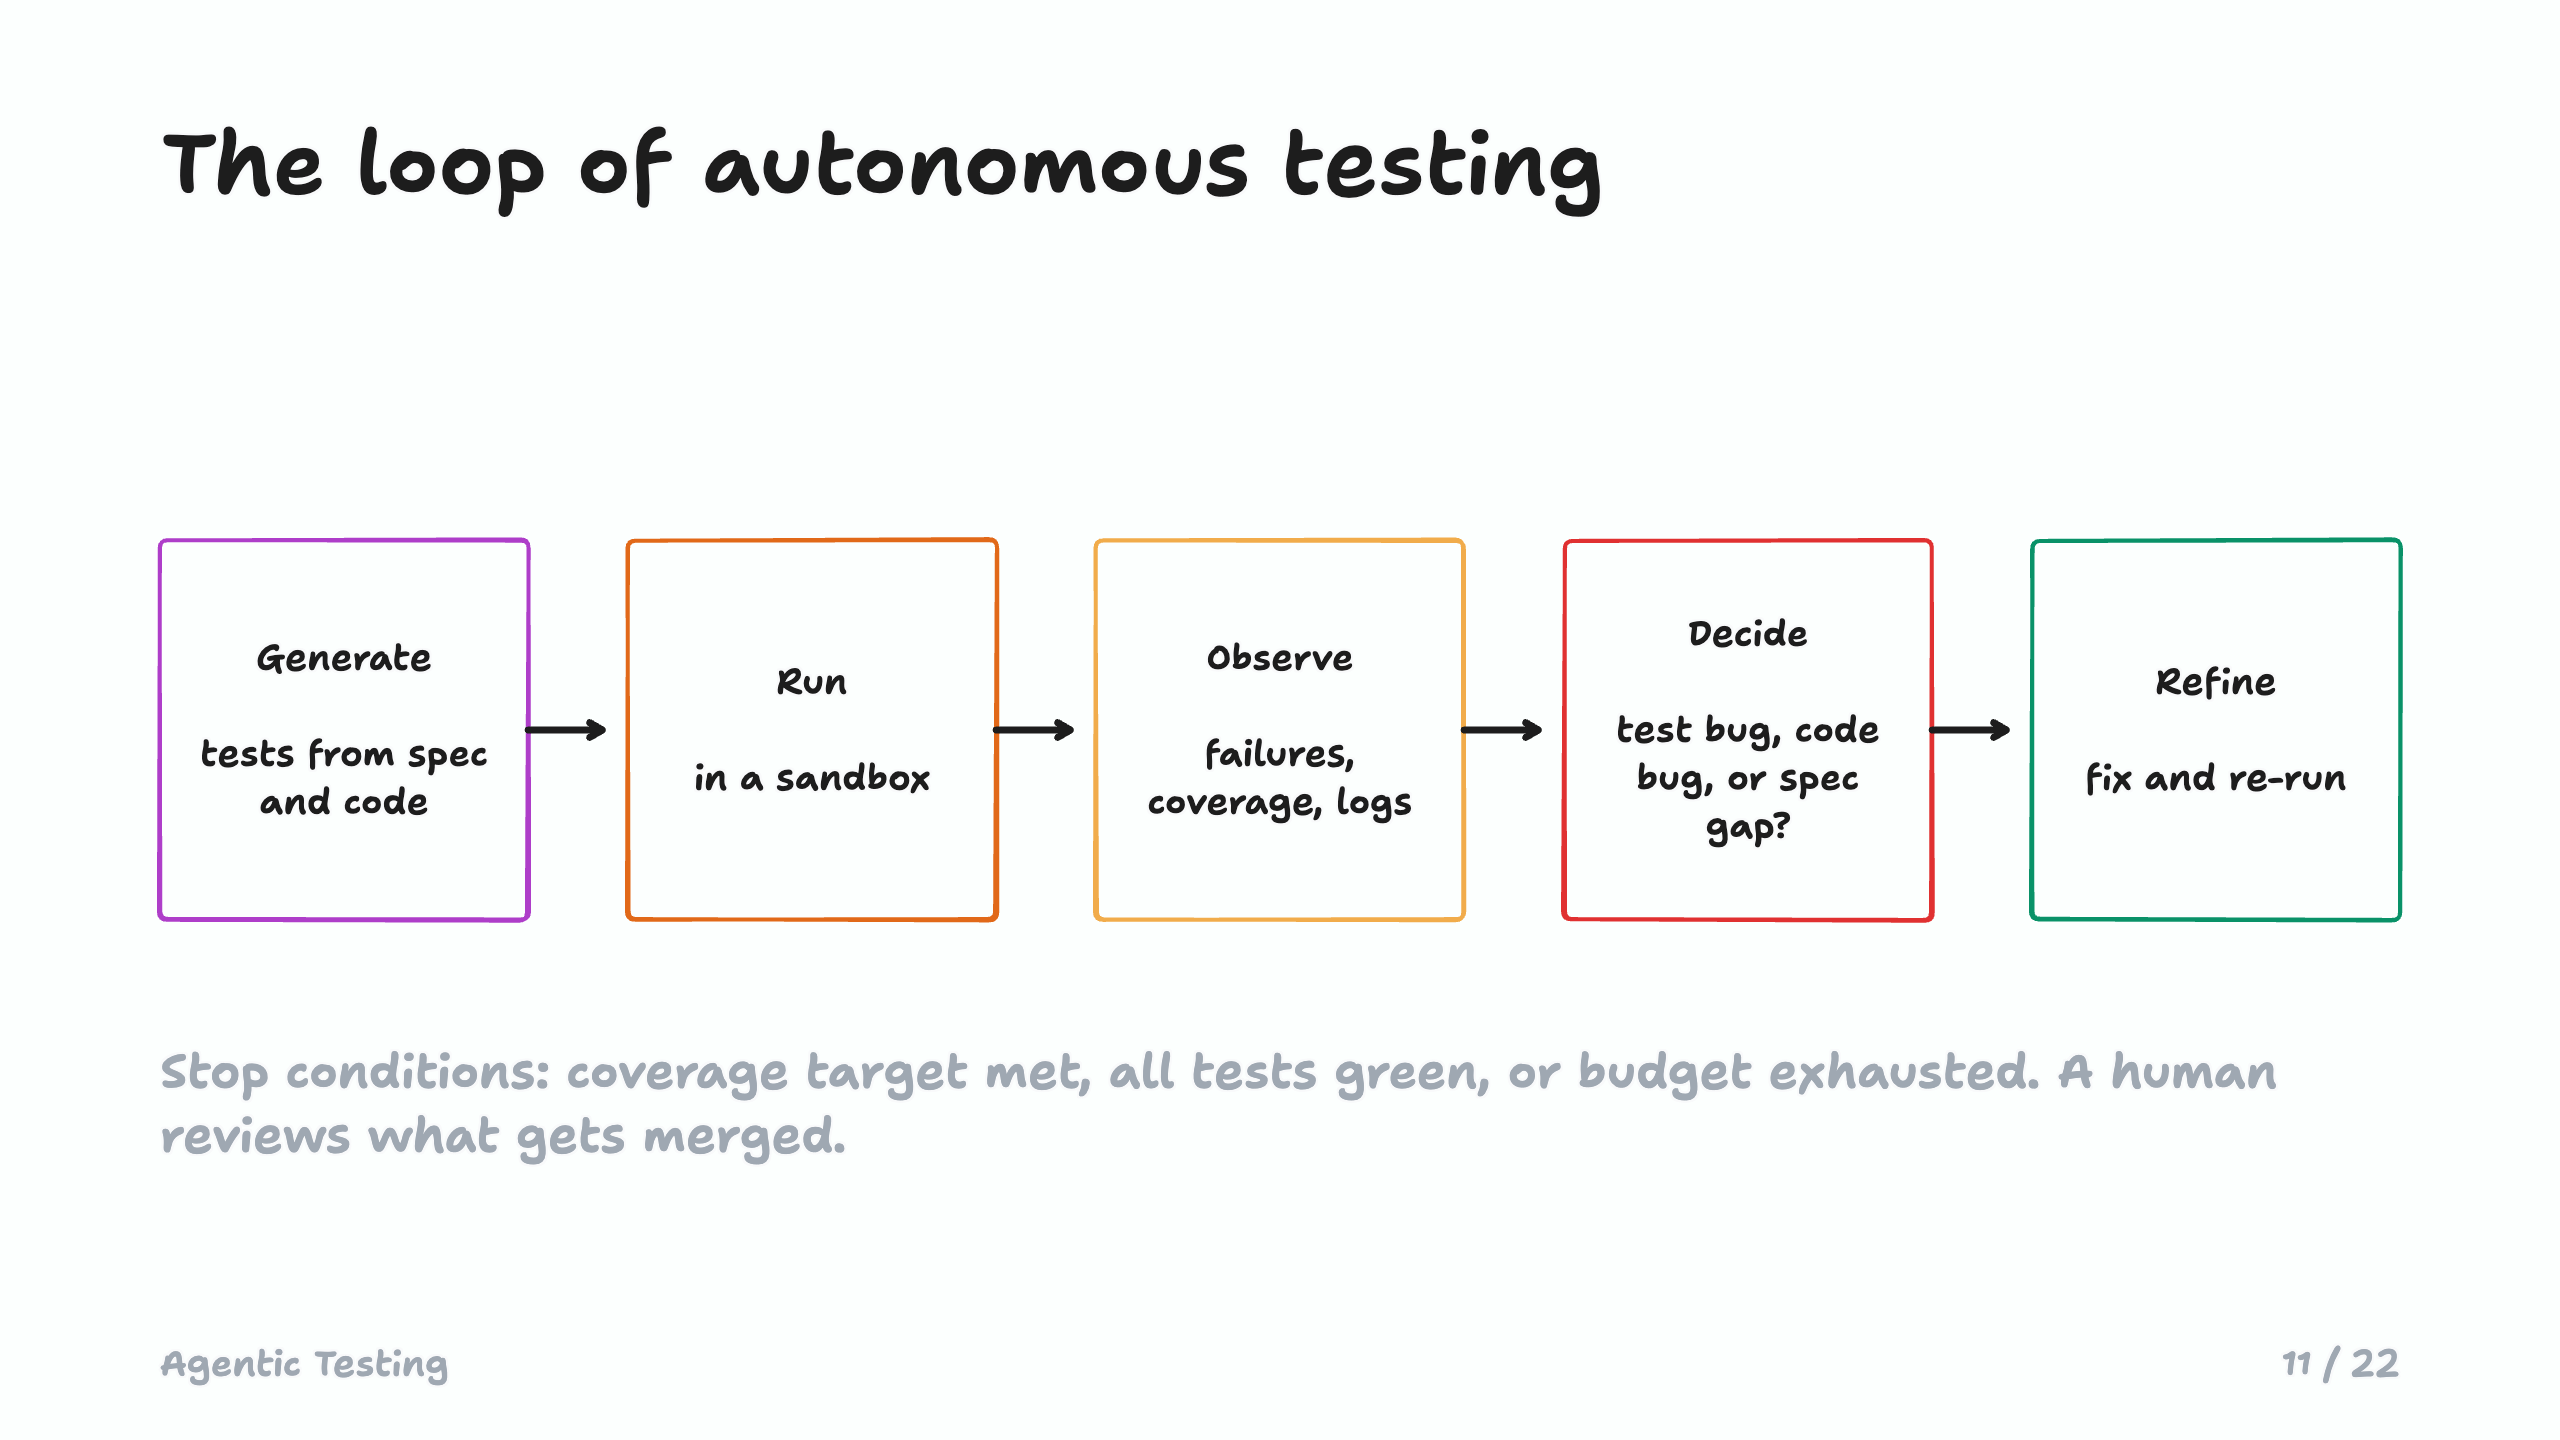 The loop of autonomous testing
Generate
tests from spec
and code
Run
in a sandbox
Observe
failures,
coverage, logs
Decide
test bug, code
bug, or spec
gap?
Refine
fix and re-run
Stop conditions: coverage target met, all tests green, or budget exhausted. A human
reviews what gets merged.
Agentic Testing
11 / 22